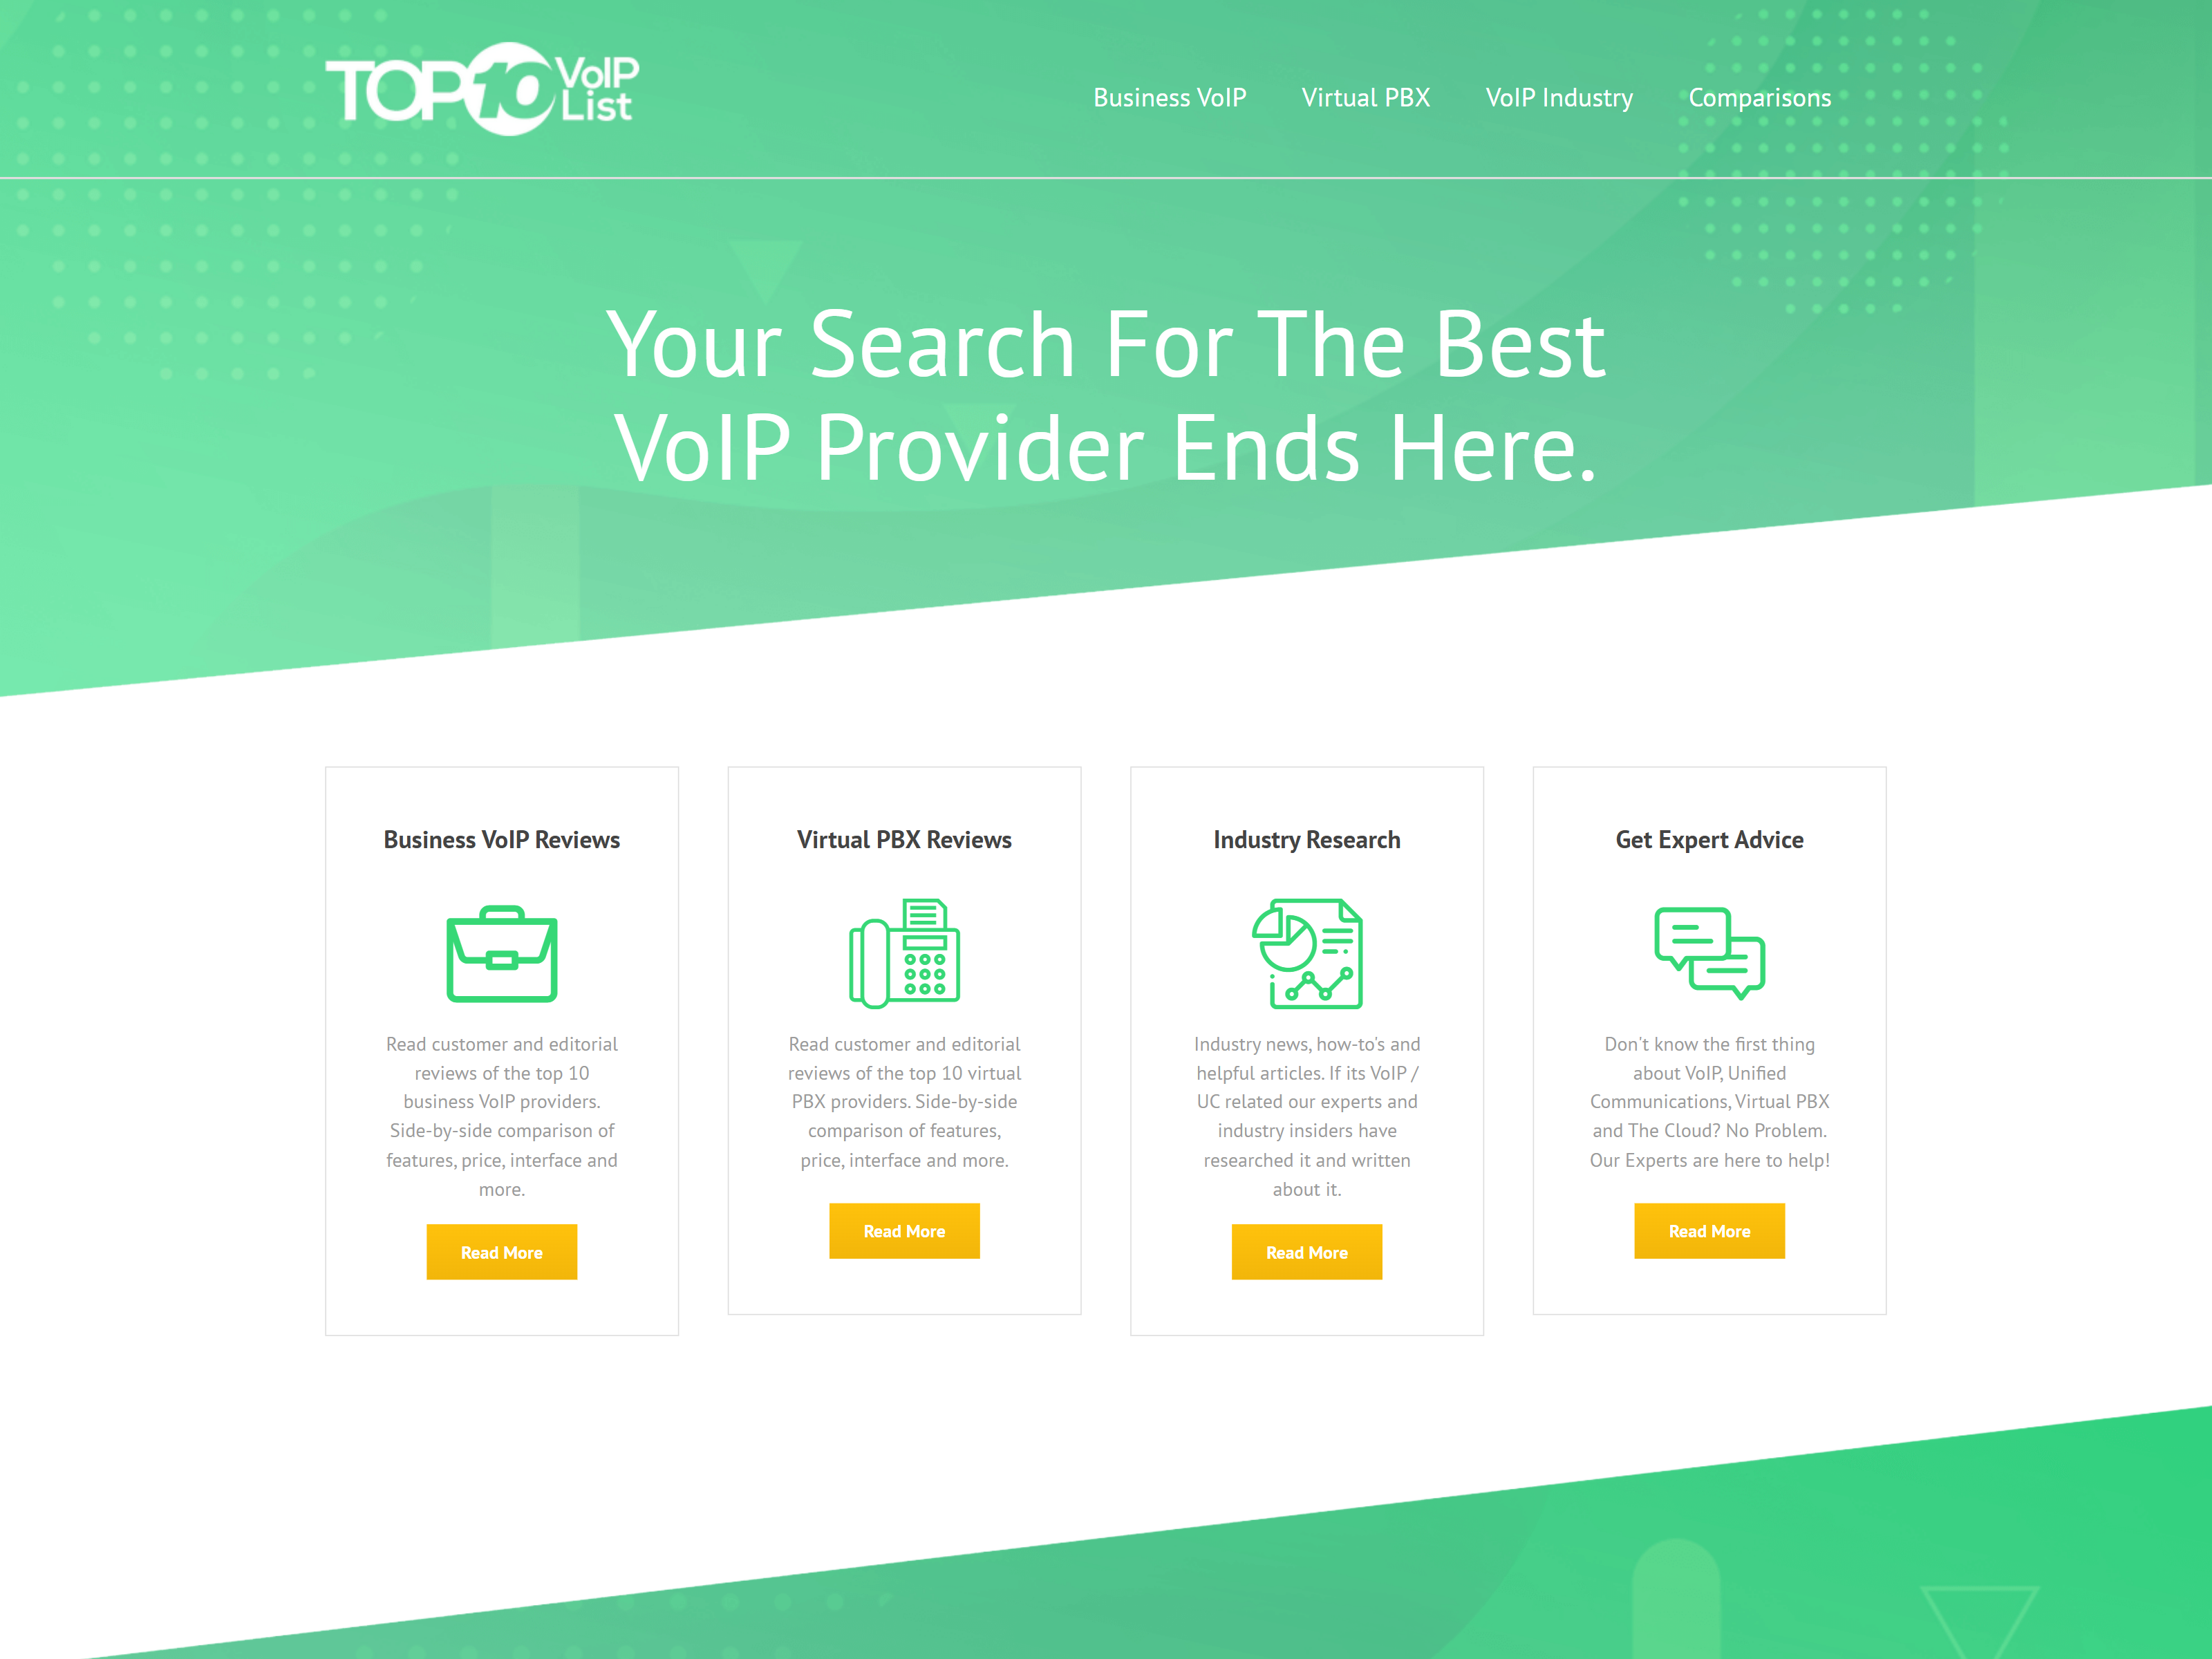 TOP 10 VoIP List
Business VoIP
Virtual PBX
VoIP Industry
Comparisons
Your Search For The Best
VoIP Provider Ends Here.
Business VoIP Reviews
Read customer and editorial
reviews of the top 10
business VoIP providers.
Side-by-side comparison of
features, price, interface and
more.
Read More
Virtual PBX Reviews
Read customer and editorial
reviews of the top 10 virtual
PBX providers. Side-by-side
comparison of features,
price, interface and more.
Read More
Industry Research
Industry news, how-to's and
helpful articles. If its VoIP /
UC related our experts and
industry insiders have
researched it and written
about it.
Read More
Get Expert Advice
Don't know the first thing
about VoIP, Unified
Communications, Virtual PBX
and The Cloud? No Problem.
Our Experts are here to help!
Read More